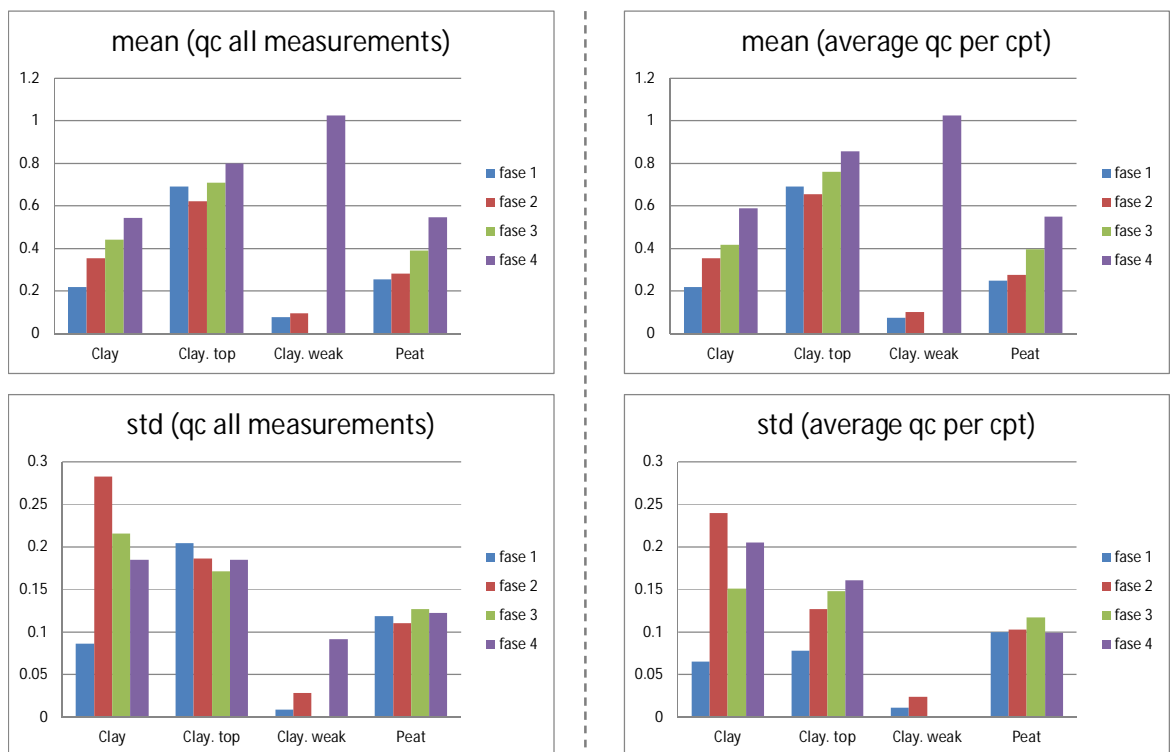 mean (qc all measurements)
1.2
1
0.8
0.6
0.4
0.2
0
Clay Clay. top Clay. weak Peat
fase 1
fase 2
fase 3
fase 4
mean (average qc per cpt)
1.2
1
0.8
0.6
0.4
0.2
0
Clay Clay. top Clay. weak Peat
fase 1
fase 2
fase 3
fase 4
std (qc all measurements)
0.3
0.25
0.2
0.15
0.1
0.05
0
Clay Clay. top Clay. weak Peat
fase 1
fase 2
fase 3
fase 4
std (average qc per cpt)
0.3
0.25
0.2
0.15
0.1
0.05
0
Clay Clay. top Clay. weak Peat
fase 1
fase 2
fase 3
fase 4